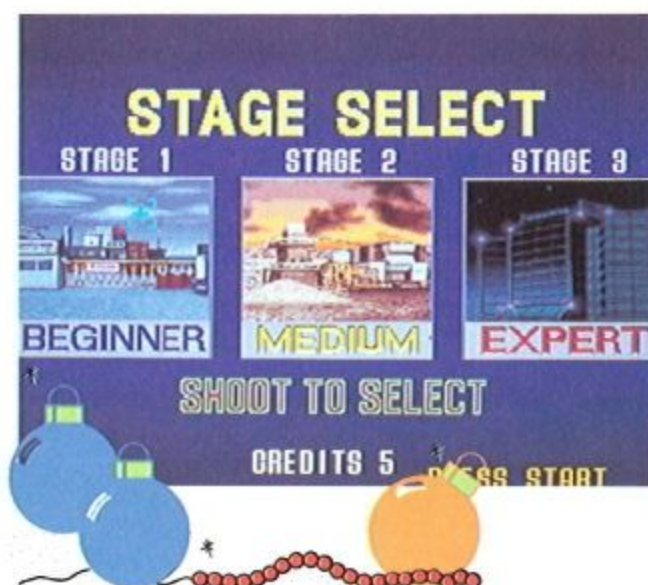 STAGE SELECT
STAGE 1 STAGE 2 STAGE 3
BEGINNER MEDIUM EXPERT
SHOOT TO SELECT
CREDITS 5
START